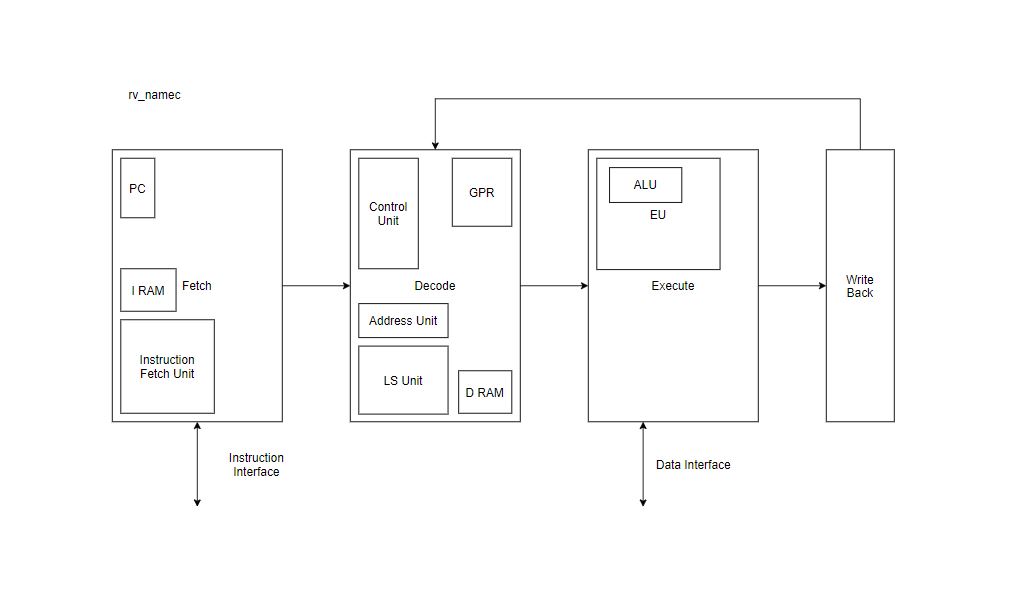 rv_namec
PC
I RAM
Fetch
Instruction
Fetch Unit
Instruction
Interface
Control
Unit
GPR
Decode
Address Unit
LS Unit
D RAM
ALU
EU
Execute
Data Interface
Write
Back